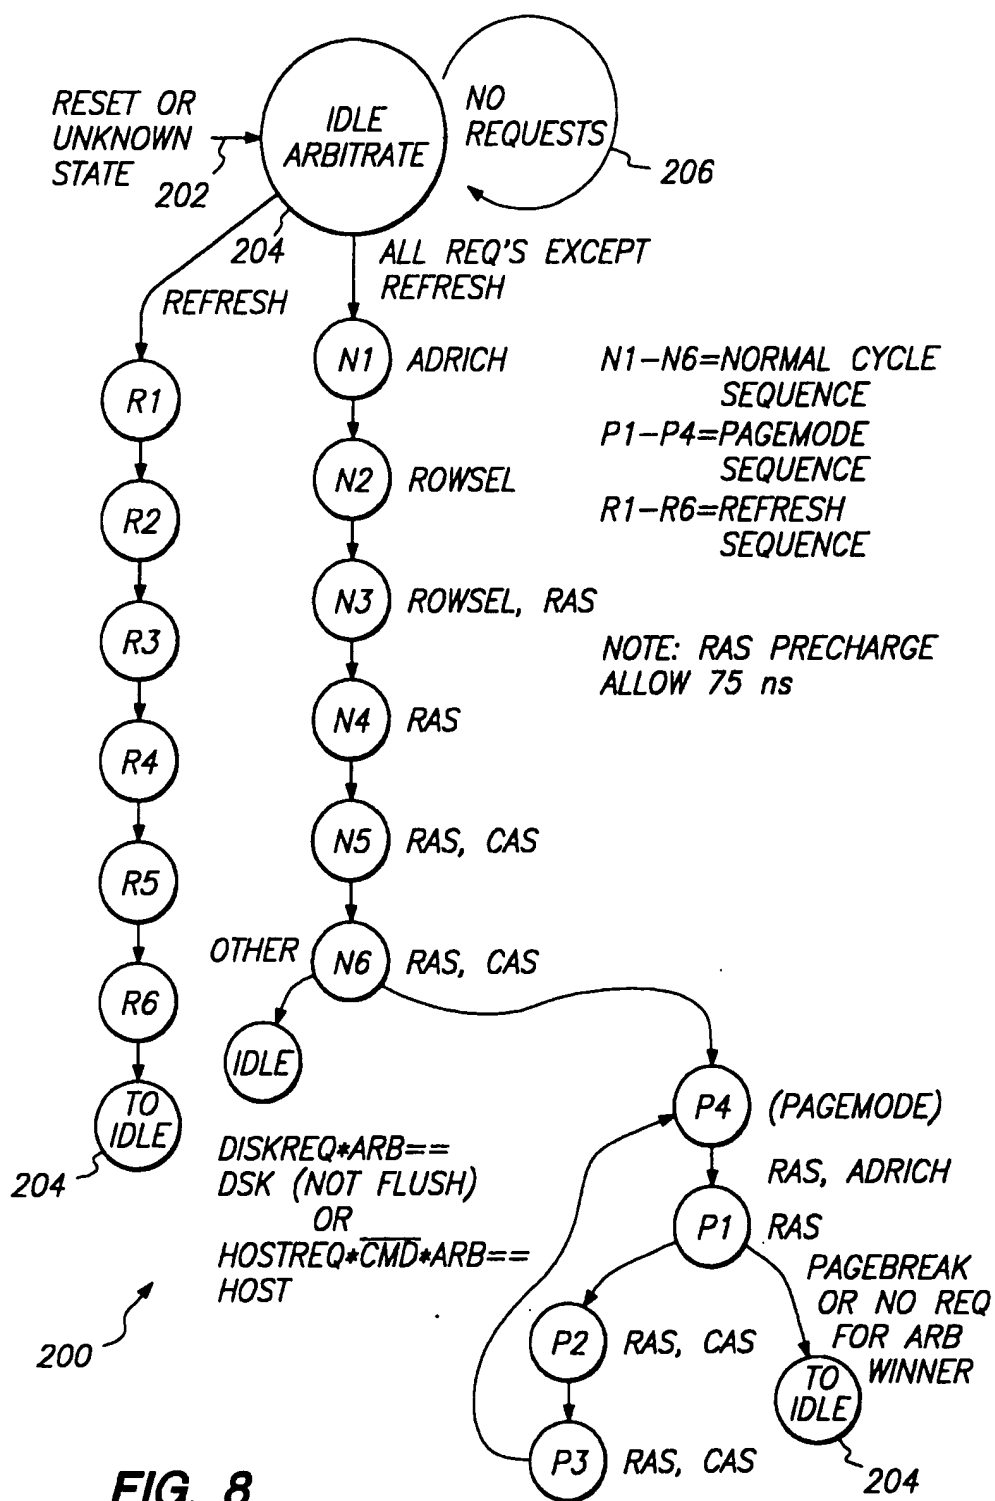 RESET OR
UNKNOWN
STATE
202
IDLE
ARBITRATE
NO
REQUESTS
206
204
ALL REQ'S EXCEPT
REFRESH
REFRESH
N1
ADRICH
N1-N6=NORMAL CYCLE
SEQUENCE
R1
P1-P4=PAGEMODE
SEQUENCE
N2
ROWSEL
R2
R1-R6=REFRESH
SEQUENCE
N3
ROWSEL, RAS
R3
NOTE: RAS PRECHARGE
ALLOW 75 ns
N4
RAS
R4
N5
RAS, CAS
R5
OTHER
N6
RAS, CAS
R6
IDLE
P4
(PAGEMODE)
TO
IDLE
204
DISKREQ*ARB==
DSK (NOT FLUSH)
OR
HOSTREQ*C̅M̅D̅*ARB==
HOST
RAS, ADRICH
P1
RAS
PAGEBREAK
OR NO REQ
FOR ARB
WINNER
200
P2
RAS, CAS
TO
IDLE
P3
RAS, CAS
204
FIG. 8